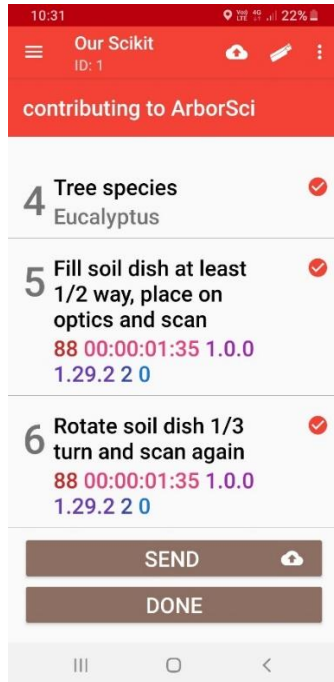 10:31
Vo) LTE 4G 22%
Our Scikit
ID: 1
contributing to ArborSci
4 Tree species
Eucalyptus
5 Fill soil dish at least
1/2 way, place on
optics and scan
88 00:00:01:35 1.0.0
1.29.2 2 0
6 Rotate soil dish 1/3
turn and scan again
88 00:00:01:35 1.0.0
1.29.2 2 0
SEND
DONE